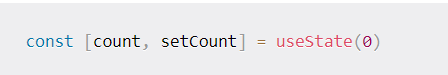 const [count, setCount] = useState(0)